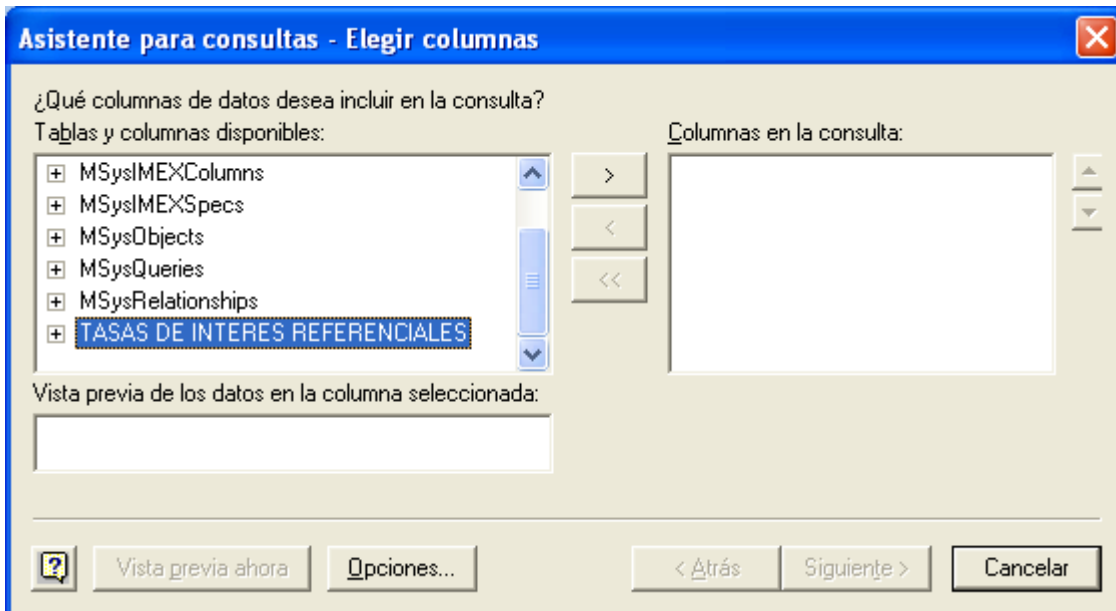 Asistente para consultas - Elegir columnas
¿Qué columnas de datos desea incluir en la consulta?
Tablas y columnas disponibles:
Columnas en la consulta:
MSysIMEXColumns
MSysIMEXSpecs
MSysObjects
MSysQueries
MSysRelationships
TASAS DE INTERES REFERENCIALES
>
<
<<
Vista previa de los datos en la columna seleccionada:
? Vista previa ahora Opciones... < Atrás Siguiente > Cancelar